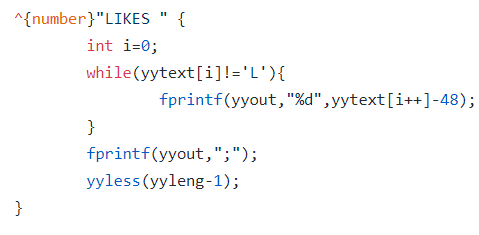 ^{number}"LIKES " {
int i=0;
while(yytext[i]!='L'){
fprintf(yyout,"%d",yytext[i++]-48);
}
fprintf(yyout,";");
yyless(yyleng-1);
}